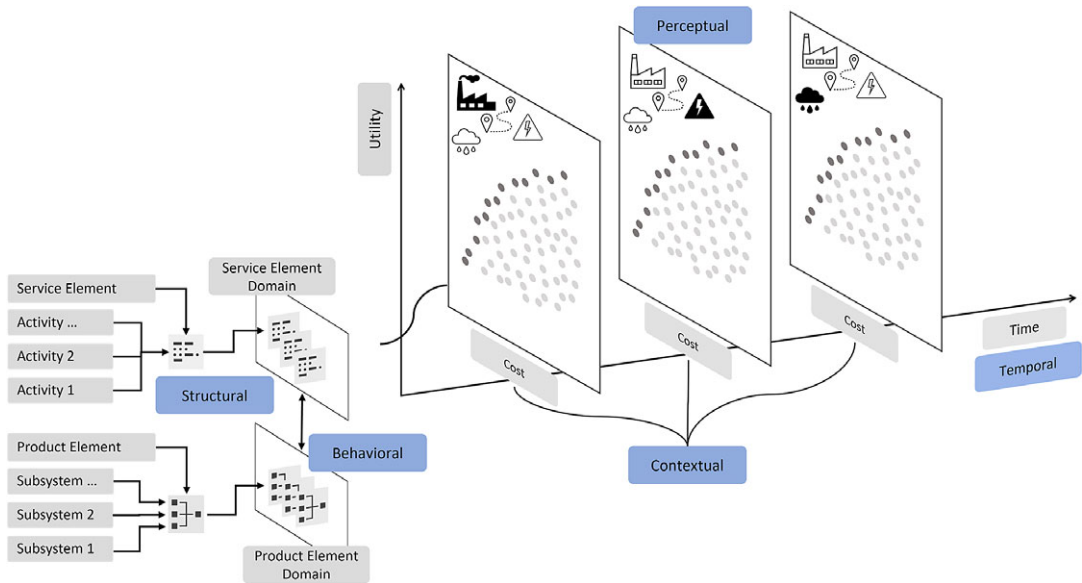 Perceptual
Utility
Service Element
Domain
Service Element
Activity ...
Activity 2
Activity 1
Structural
Cost
Cost
Cost
Time
Temporal
Product Element
Behavioral
Contextual
Subsystem ...
Subsystem 2
Subsystem 1
Product Element
Domain